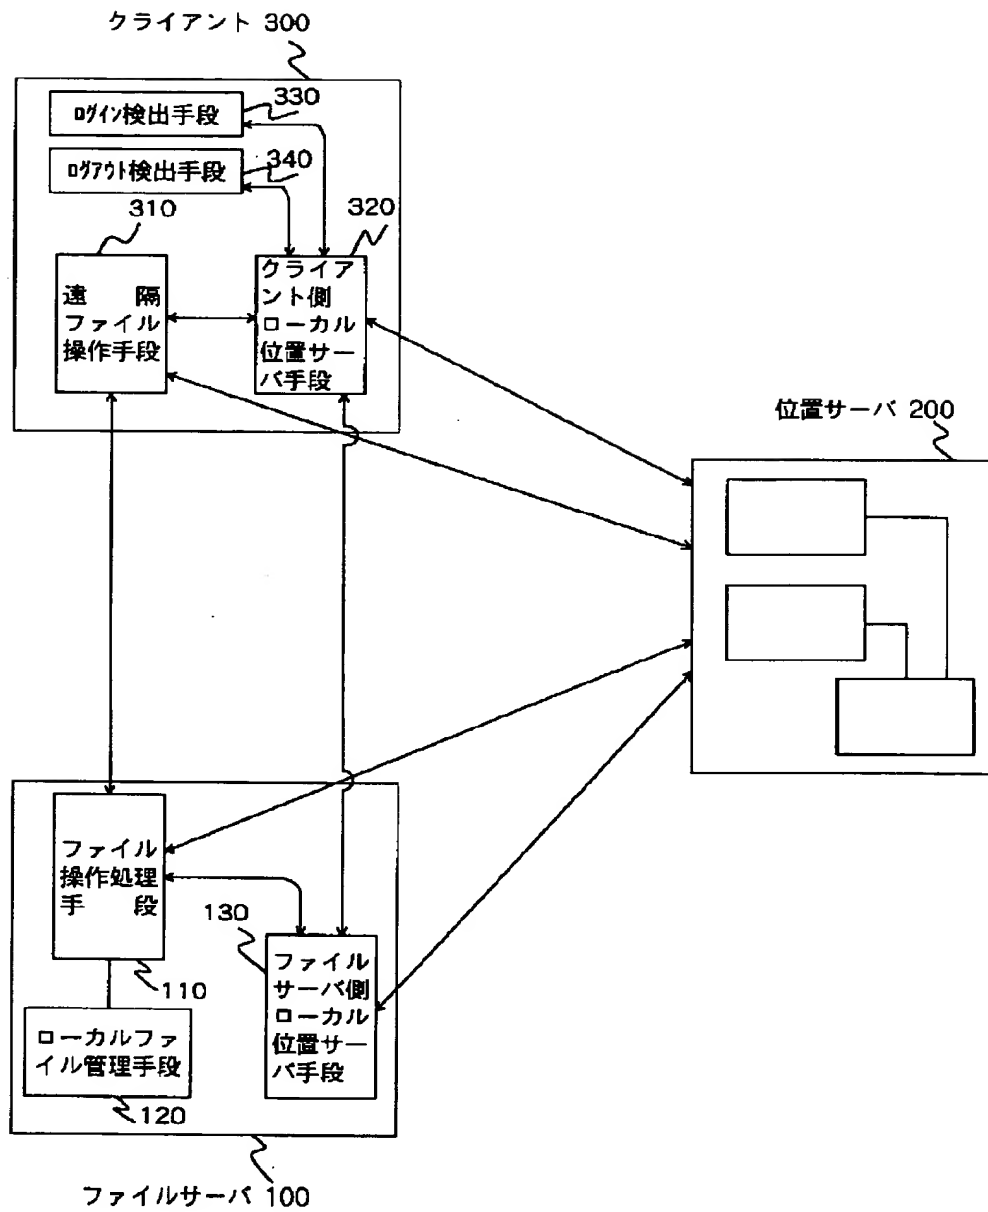 クライアント 300
ログイン検出手段
330
ログアウト検出手段
340
310
320
遠　　隔
ファイル
操作手段
クライア
ント側
ローカル
位置サー
バ手段
位置サーバ 200
ファイル
操作処理
手　　段
110
130
ファイル
サーバ側
ローカル
位置サー
バ手段
ローカルファ
イル管理手段
120
ファイルサーバ 100